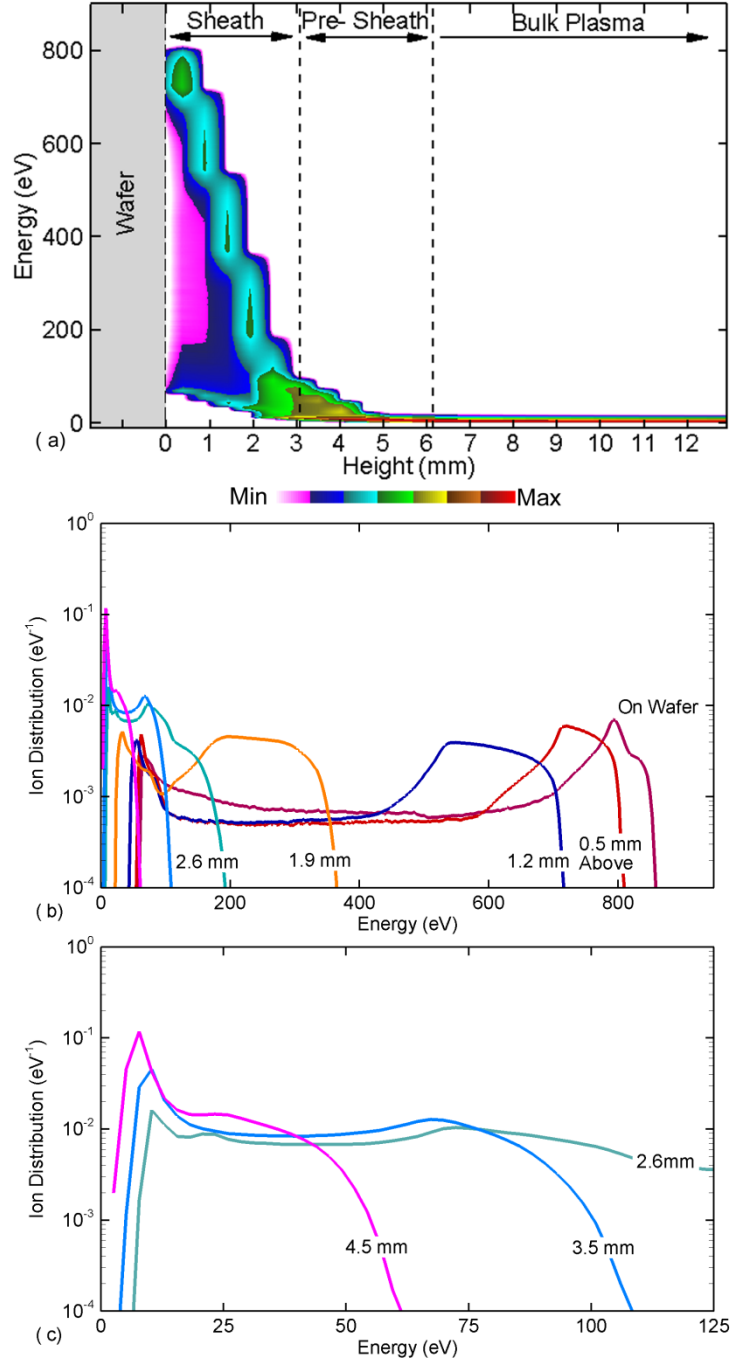 Sheath Pre- Sheath Bulk Plasma
800
600
400
200
0
Energy (eV)
Wafer
(a)
0 1 2 3 4 5 6 7 8 9 10 11 12
Height (mm)
Min Max
10⁰
10⁻¹
10⁻²
10⁻³
10⁻⁴
Ion Distribution (eV⁻¹)
On Wafer
2.6 mm
1.9 mm
1.2 mm
0.5 mm
Above
0 200 400 600 800
(b)
Energy (eV)
10⁰
10⁻¹
10⁻²
10⁻³
10⁻⁴
Ion Distribution (eV⁻¹)
2.6mm
4.5 mm
3.5 mm
0 25 50 75 100 125
(c)
Energy (eV)